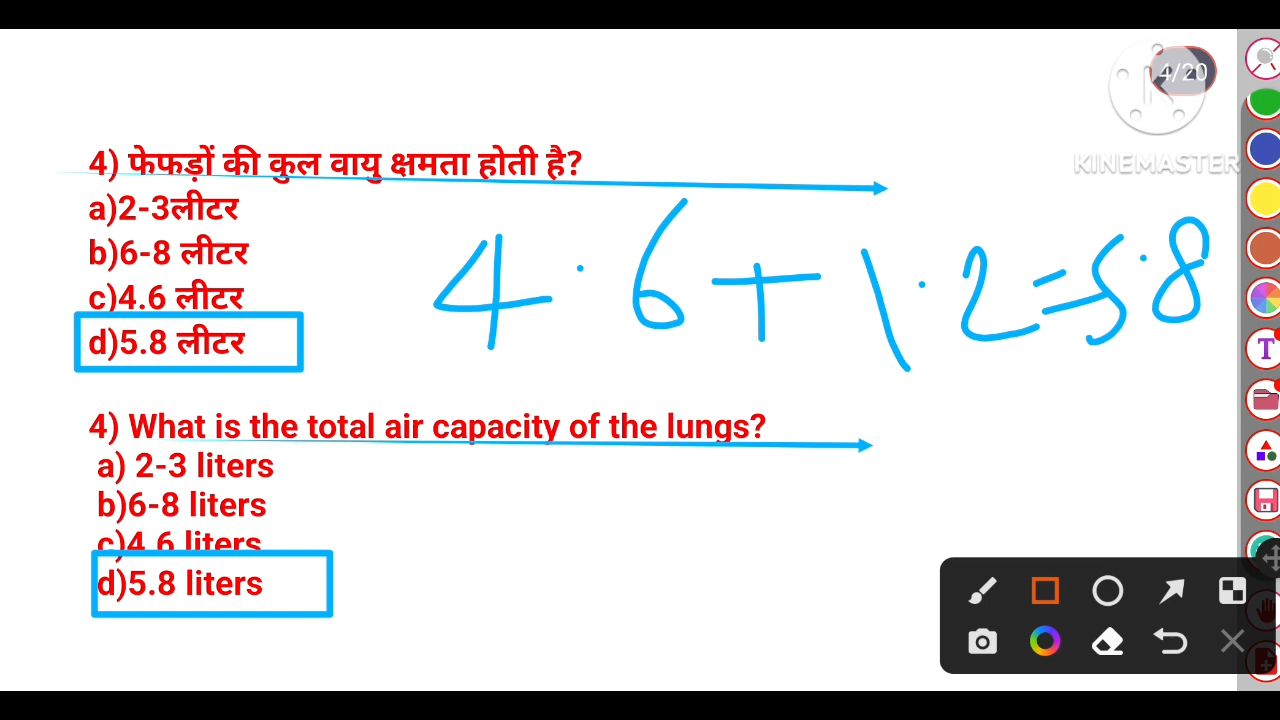 4/20
KINEMASTER
4) फेफड़ों की कुल वायु क्षमता होती है?
a)2-3लीटर
b)6-8 लीटर
c)4.6 लीटर
d)5.8 लीटर
4.6+1.2=5.8
4) What is the total air capacity of the lungs?
a) 2-3 liters
b)6-8 liters
c)4.6 liters
d)5.8 liters
T